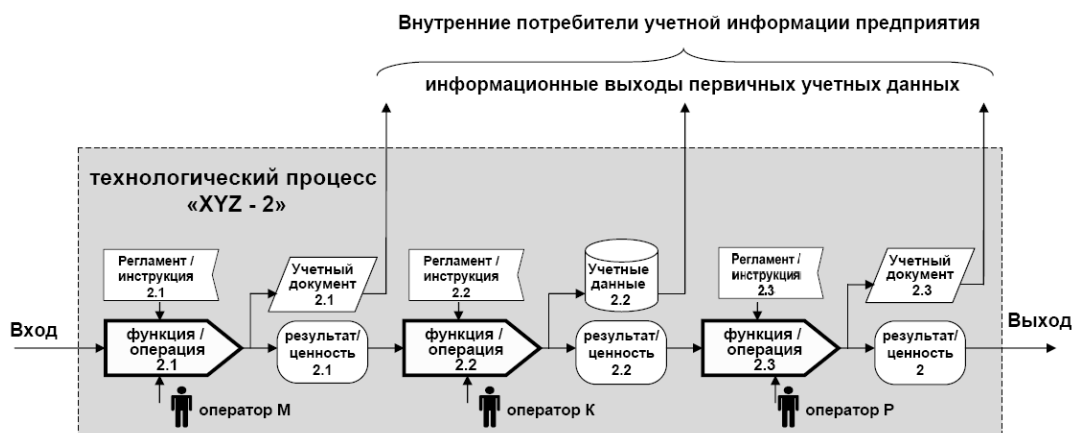 Внутренние потребители учетной информации предприятия
информационные выходы первичных учетных данных
технологический процесс
«XYZ - 2»
Регламент /
инструкция
2.1
Учетный
документ
2.1
Регламент /
инструкция
2.2
Учетные
данные
2.2
Регламент /
инструкция
2.3
Учетный
документ
2.3
Вход
функция /
операция
2.1
результат/
ценность
2.1
функция /
операция
2.2
результат/
ценность
2.2
функция /
операция
2.3
результат/
ценность
2
Выход
оператор М
оператор К
оператор Р